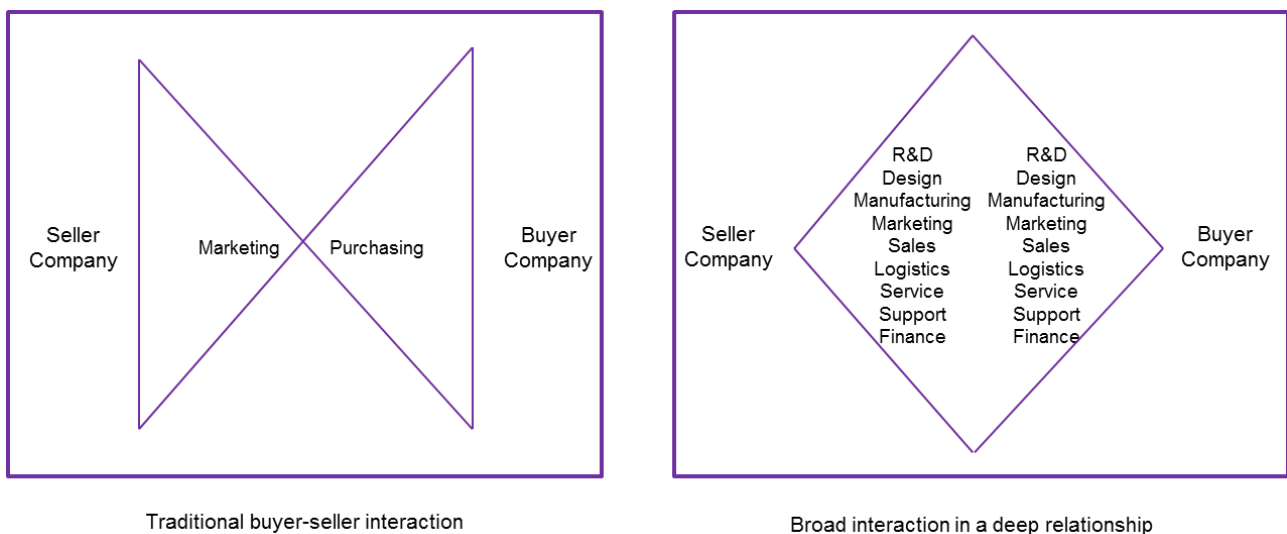 Seller
Company
Marketing
Purchasing
Buyer
Company
Traditional buyer-seller interaction
Seller
Company
R&D
Design
Manufacturing
Marketing
Sales
Logistics
Service
Support
Finance
R&D
Design
Manufacturing
Marketing
Sales
Logistics
Service
Support
Finance
Buyer
Company
Broad interaction in a deep relationship